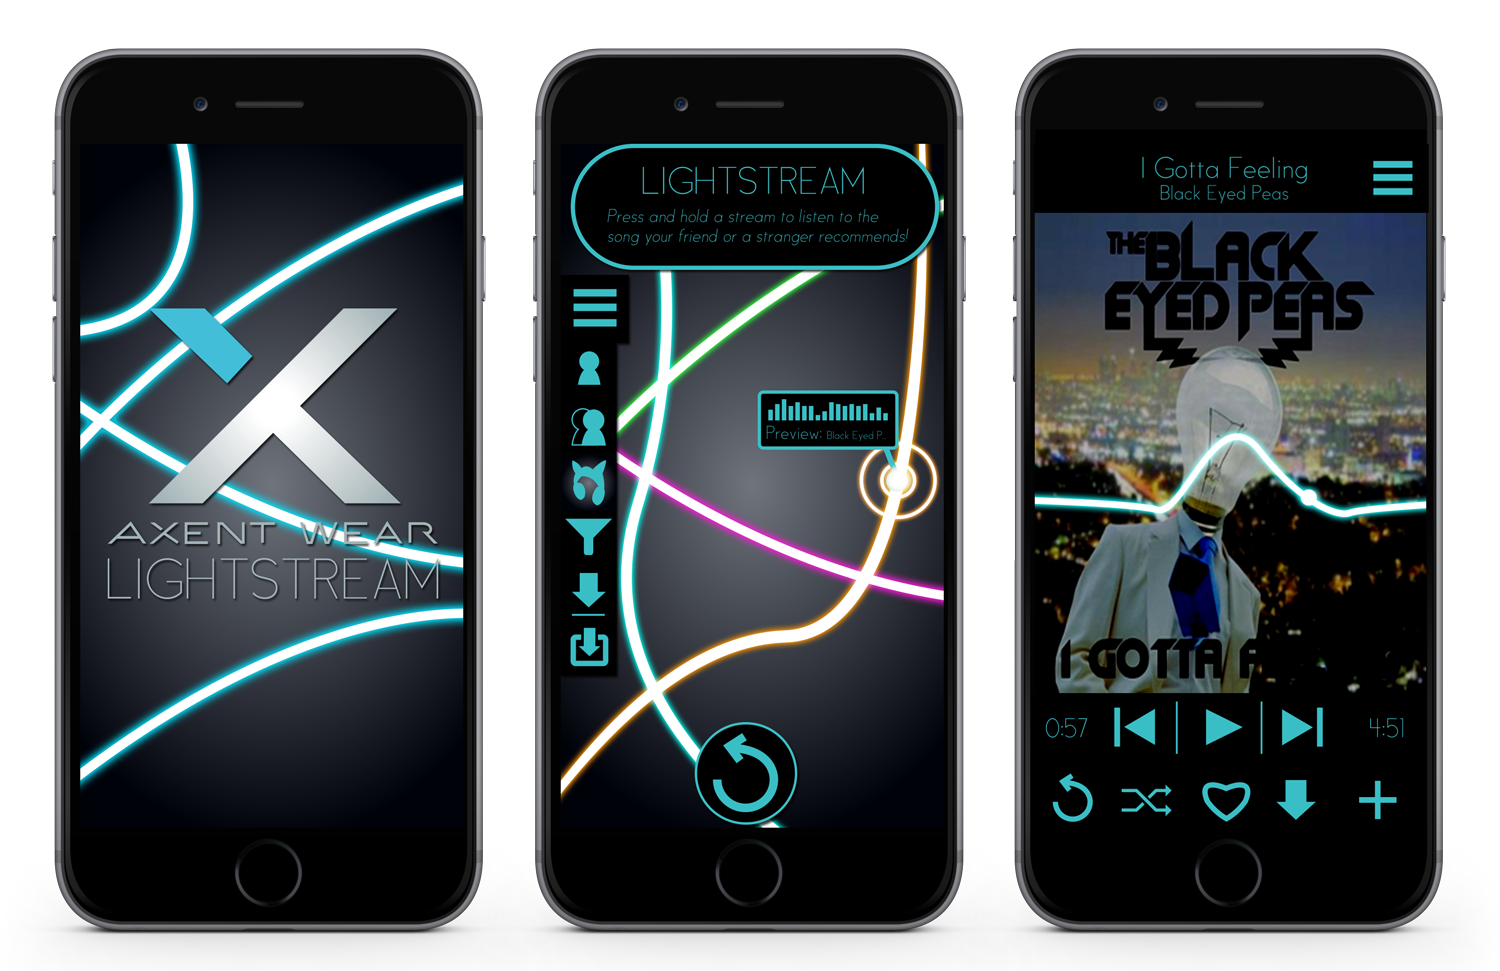 AXENT WEAR
LIGHTSTREAM
LIGHTSTREAM
Press and hold a stream to listen to the
song your friend or a stranger recommends!
Preview: Black Eyed P...
I Gotta Feeling
Black Eyed Peas
THE BLACK
EYED PEAS
I GOTTA F
0:57
4:51